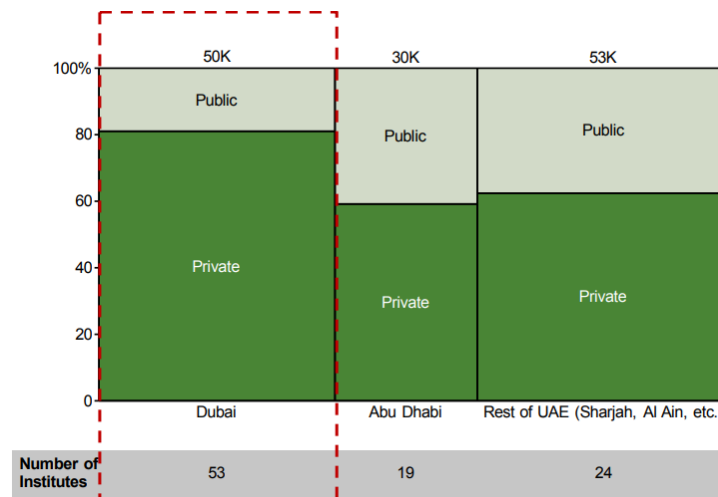 50K 30K 53K
100%
Public
Public
Public
80
60
Private
Private
Private
40
20
0
Dubai Abu Dhabi Rest of UAE (Sharjah, Al Ain, etc.
Number of
Institutes
53 19 24